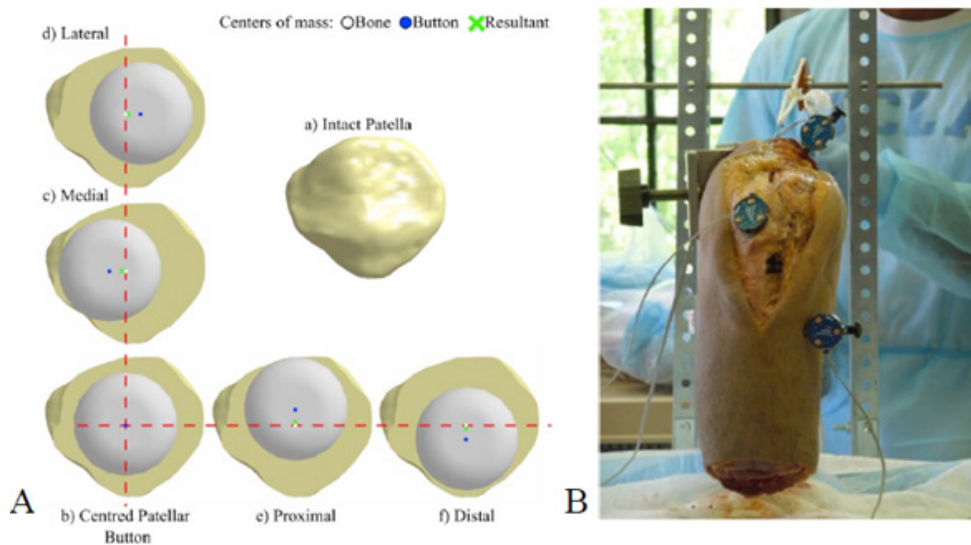 Centers of mass: Bone Button Resultant
d) Lateral
a) Intact Patella
c) Medial
b) Centred Patellar
Button
e) Proximal
f) Distal
A
B